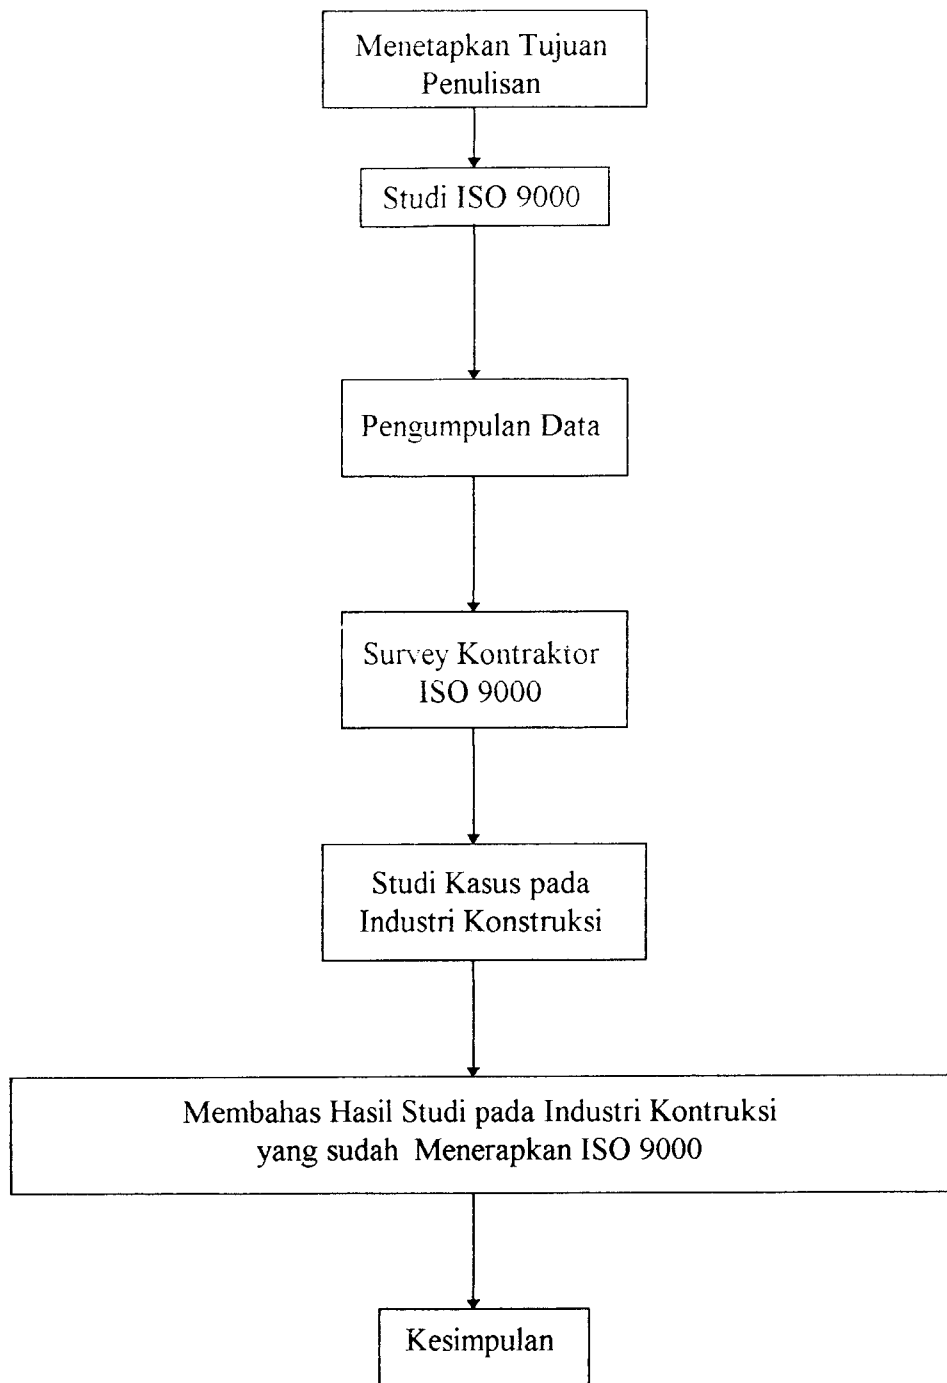 Menetapkan Tujuan
Penulisan
Studi ISO 9000
Pengumpulan Data
Survey Kontraktor
ISO 9000
Studi Kasus pada
Industri Konstruksi
Membahas Hasil Studi pada Industri Kontruksi
yang sudah Menerapkan ISO 9000
Kesimpulan